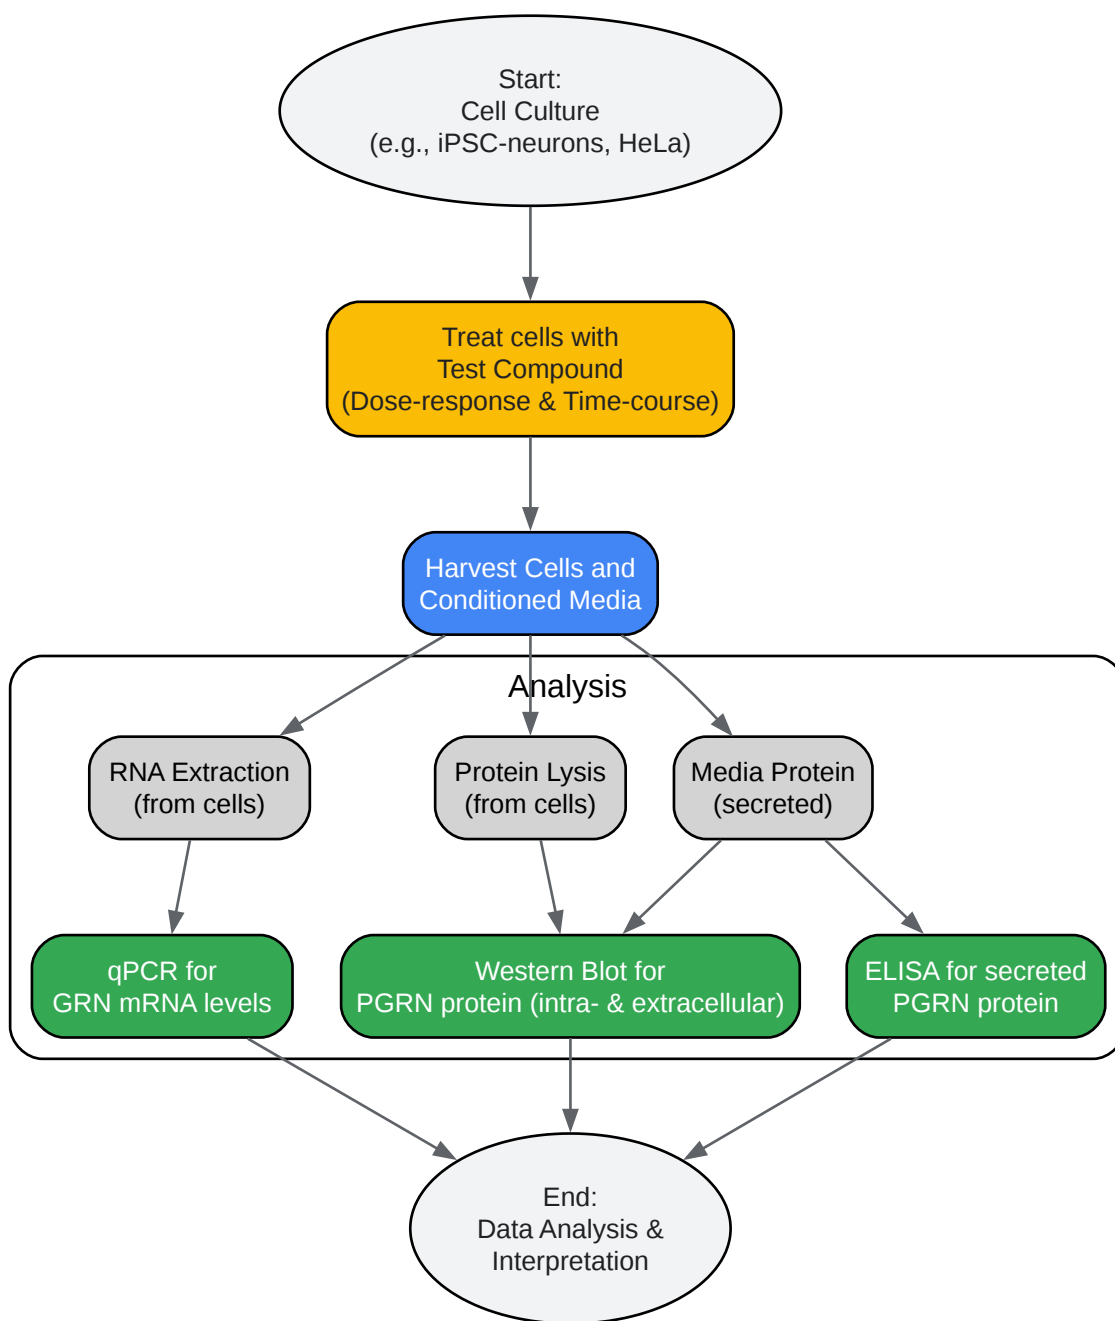 Start:
Cell Culture
(e.g., iPSC-neurons, HeLa)
Treat cells with
Test Compound
(Dose-response & Time-course)
Harvest Cells and
Conditioned Media
Analysis
RNA Extraction
(from cells)
Protein Lysis
(from cells)
Media Protein
(secreted)
qPCR for
GRN mRNA levels
Western Blot for
PGRN protein (intra- & extracellular)
ELISA for secreted
PGRN protein
End:
Data Analysis &
Interpretation